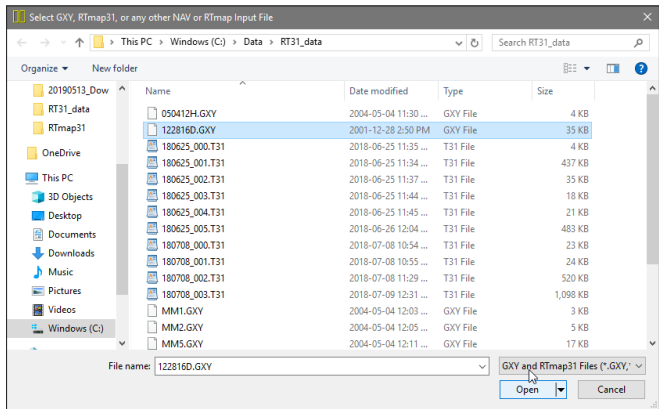 Select GXY, RTmap31, or any other NAV or RTmap Input File
This PC > Windows (C:) > Data > RT31_data
Search RT31_data
Organize
New folder
20190513_Dow
RT31_data
RTmap31
OneDrive
This PC
3D Objects
Desktop
Documents
Downloads
Music
Pictures
Videos
Windows (C:)
Name Date modified Type Size
050412H.GXY 2004-05-04 11:30 ... GXY File 4 KB
122816D.GXY 2001-12-28 2:50 PM GXY File 35 KB
180625_000.T31 2018-06-25 11:35 ... T31 File 4 KB
180625_001.T31 2018-06-25 11:34 ... T31 File 437 KB
180625_002.T31 2018-06-25 11:37 ... T31 File 35 KB
180625_003.T31 2018-06-25 11:44 ... T31 File 18 KB
180625_004.T31 2018-06-25 11:45 ... T31 File 21 KB
180625_005.T31 2018-06-26 12:04 ... T31 File 483 KB
180708_000.T31 2018-07-08 10:54 ... T31 File 23 KB
180708_001.T31 2018-07-08 10:55 ... T31 File 24 KB
180708_002.T31 2018-07-08 11:29 ... T31 File 520 KB
180708_003.T31 2018-07-09 12:31 ... T31 File 1,098 KB
MM1.GXY 2004-05-04 12:03 ... GXY File 3 KB
MM2.GXY 2004-05-04 12:05 ... GXY File 5 KB
MM5.GXY 2004-05-04 12:11 ... GXY File 17 KB
File name: 122816D.GXY
GXY and RTmap31 Files (*.GXY,*
Open
Cancel